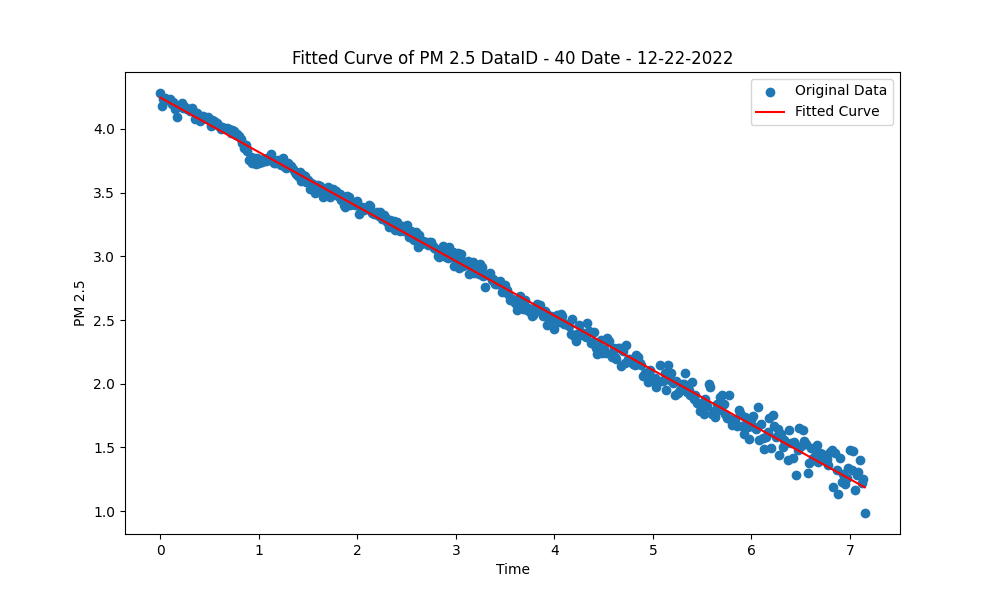 Fitted Curve of PM 2.5 DataID - 40 Date - 12-22-2022
Original Data
Fitted Curve
4.0
3.5
3.0
2.5
2.0
1.5
1.0
PM 2.5
0 1 2 3 4 5 6 7
Time